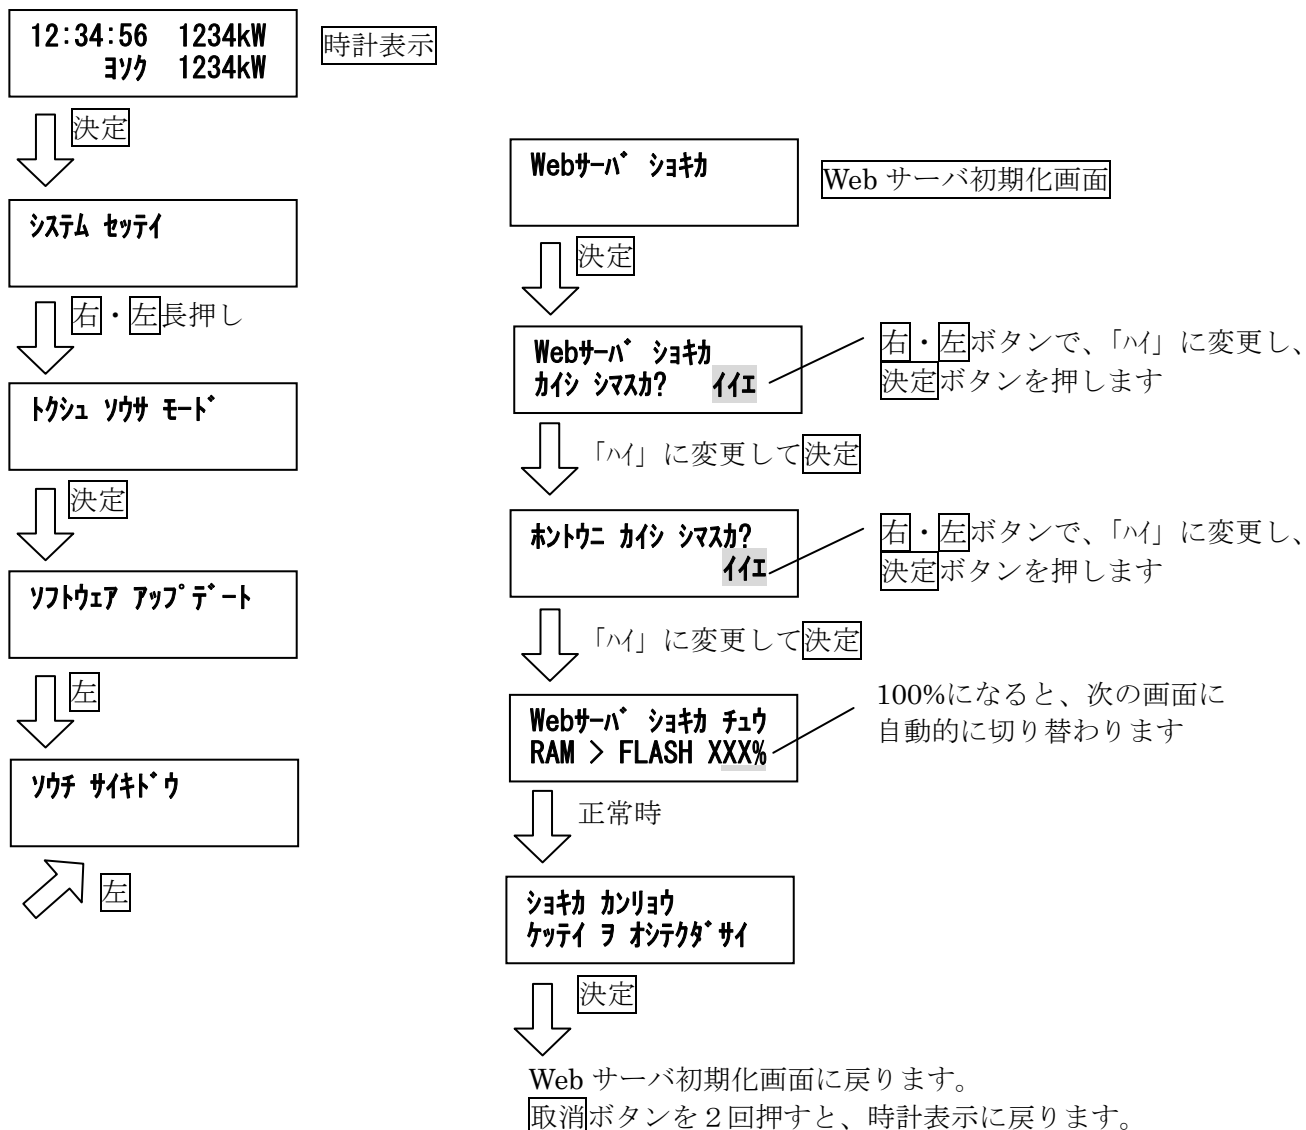 12:34:56 1234kW
ﾖｿｸ 1234kW
時計表示
決定
ｼｽﾃﾑ ｾｯﾃｲ
右・左長押し
ﾄｸｼｭ ｿｳｻ ﾓｰﾄﾞ
決定
ｿﾌﾄｳｪｱ ｱｯﾌﾟﾃﾞｰﾄ
左
ｿｳﾁ ｻｲｷﾄﾞｳ
左
Webｻｰﾊﾞ ｼｮｷｶ
Web サーバ初期化画面
決定
Webｻｰﾊﾞ ｼｮｷｶ
ｶｲｼ ｼﾏｽｶ? ｲｲｴ
右・左ボタンで、「ﾊｲ」に変更し、
決定ボタンを押します
「ﾊｲ」に変更して決定
ﾎﾝﾄｳﾆ ｶｲｼ ｼﾏｽｶ?
ｲｲｴ
右・左ボタンで、「ﾊｲ」に変更し、
決定ボタンを押します
「ﾊｲ」に変更して決定
Webｻｰﾊﾞ ｼｮｷｶ ﾁｭｳ
RAM > FLASH XXX%
100%になると、次の画面に
自動的に切り替わります
正常時
ｼｮｷｶ ｶﾝﾘｮｳ
ｹｯﾃｲ ｦ ｵｼﾃｸﾀﾞｻｲ
決定
Web サーバ初期化画面に戻ります。
取消ボタンを２回押すと、時計表示に戻ります。